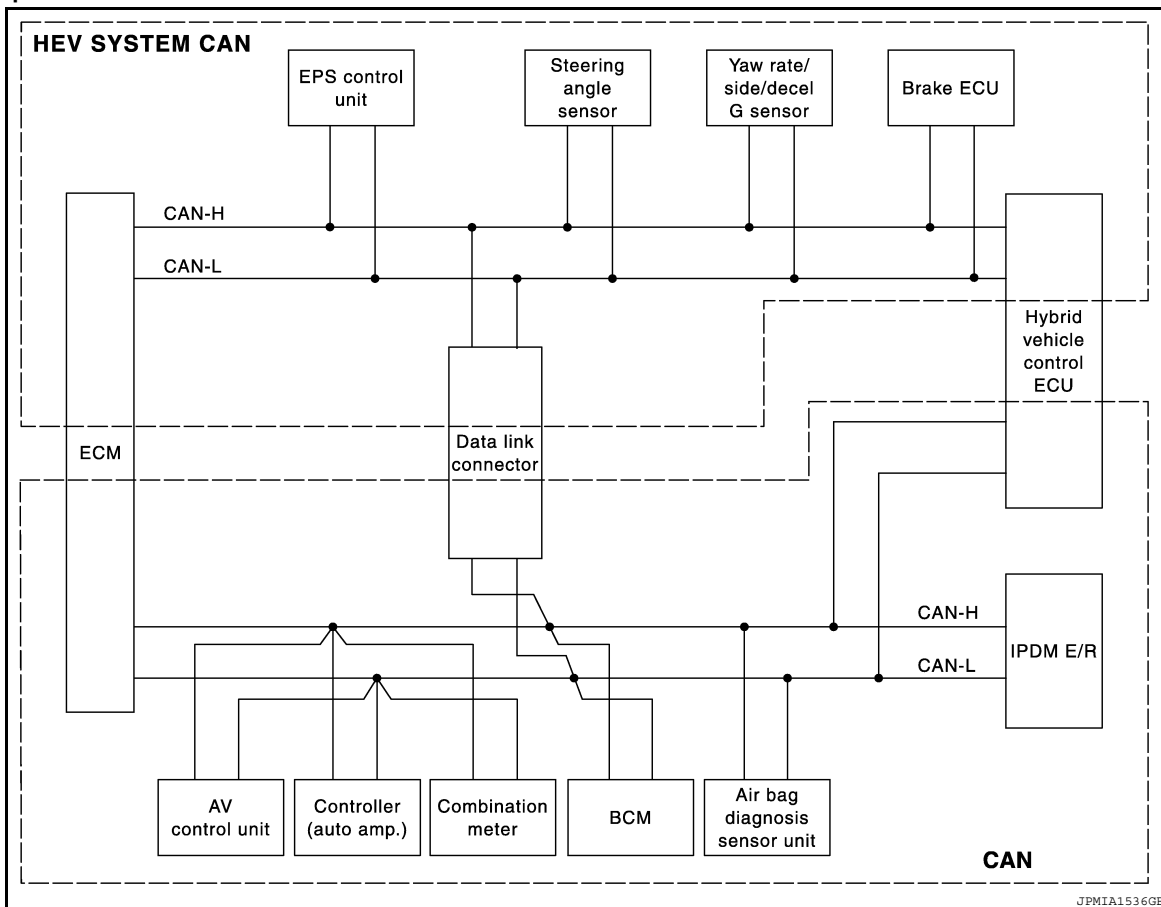 HEV SYSTEM CAN
EPS control
unit
Steering
angle
sensor
Yaw rate/
side/decel
G sensor
Brake ECU
CAN-H
CAN-L
Hybrid
vehicle
control
ECU
ECM
Data link
connector
CAN-H
CAN-L
IPDM E/R
AV
control unit
Controller
(auto amp.)
Combination
meter
BCM
Air bag
diagnosis
sensor unit
CAN